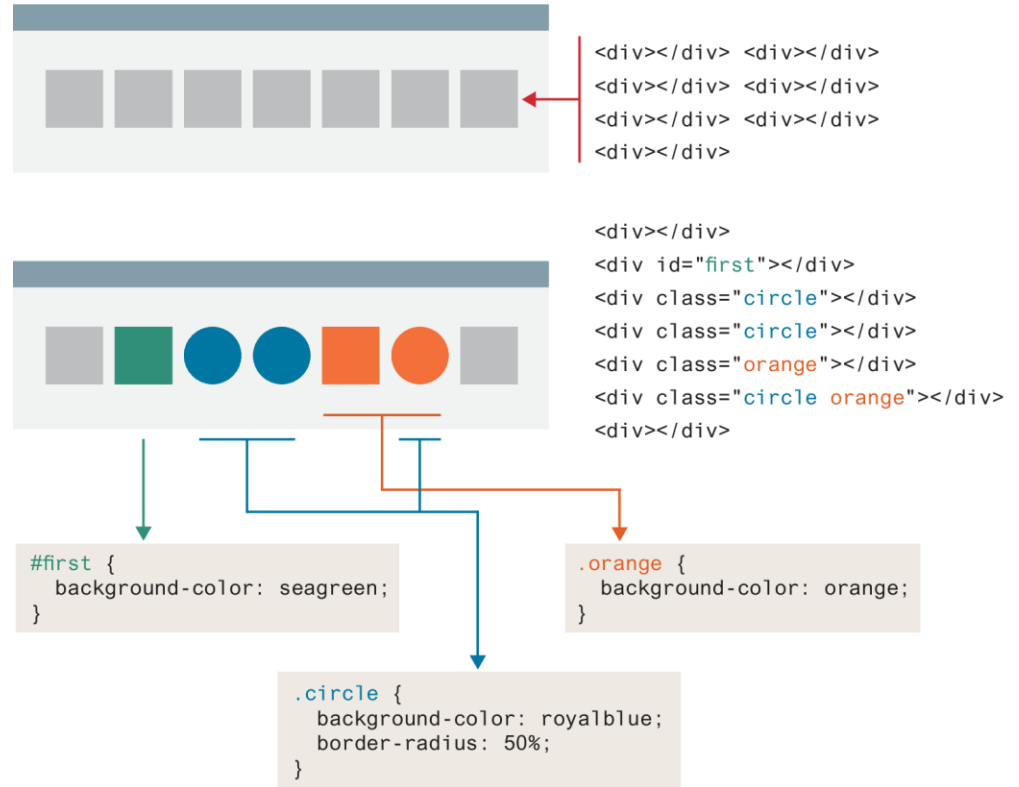 <div></div> <div></div>
<div></div> <div></div>
<div></div> <div></div>
<div></div>
<div></div>
<div id="first"></div>
<div class="circle"></div>
<div class="circle"></div>
<div class="orange"></div>
<div class="circle orange"></div>
<div></div>
#first {
  background-color: seagreen;
}
.orange {
  background-color: orange;
}
.circle {
  background-color: royalblue;
  border-radius: 50%;
}